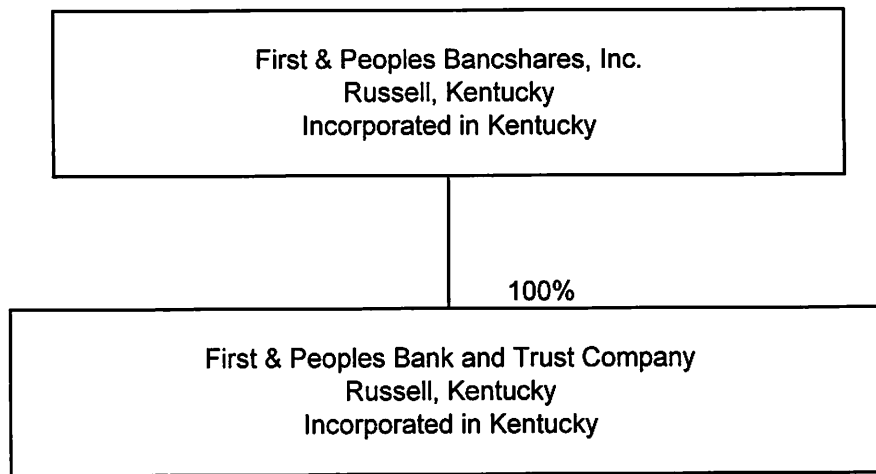 First & Peoples Bancshares, Inc.
Russell, Kentucky
Incorporated in Kentucky
100%
First & Peoples Bank and Trust Company
Russell, Kentucky
Incorporated in Kentucky